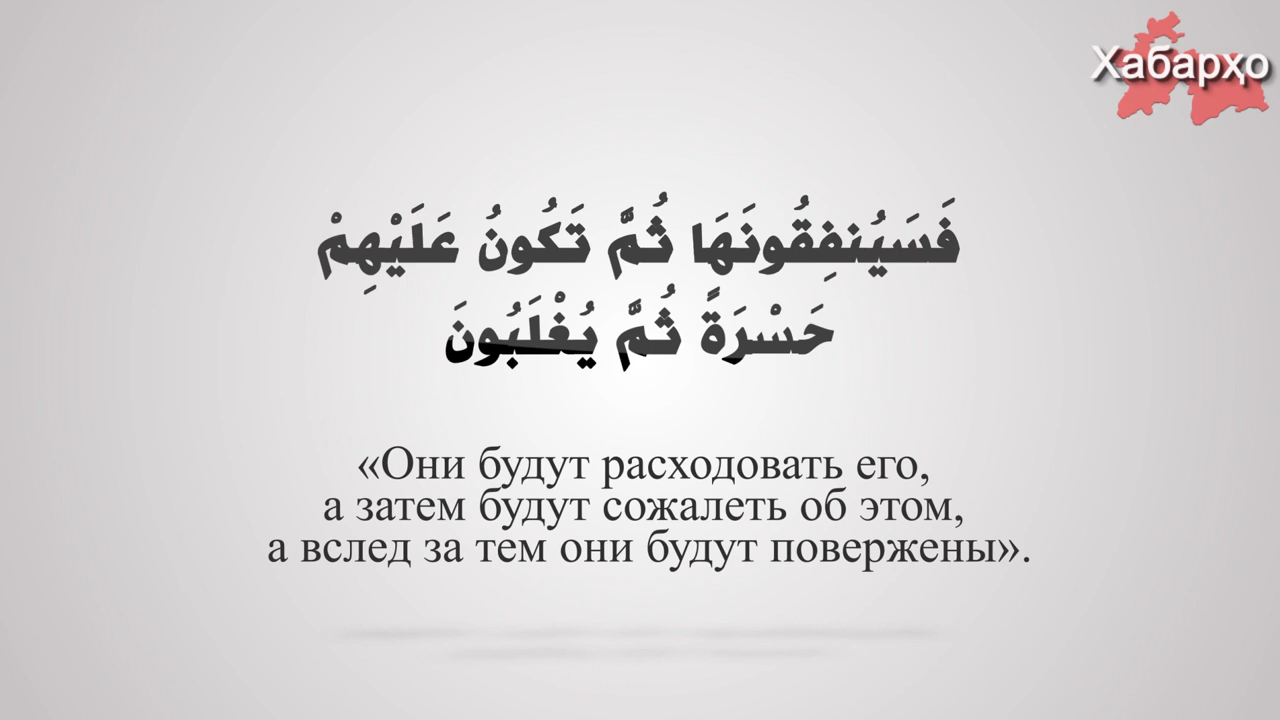 Хабарҳо
فَسَيُنفِقُونَهَا ثُمَّ تَكُونُ عَلَيْهِمْ
حَسْرَةً ثُمَّ يُغْلَبُونَ
«Они будут расходовать его,
а затем будут сожалеть об этом,
а вслед за тем они будут повержены».